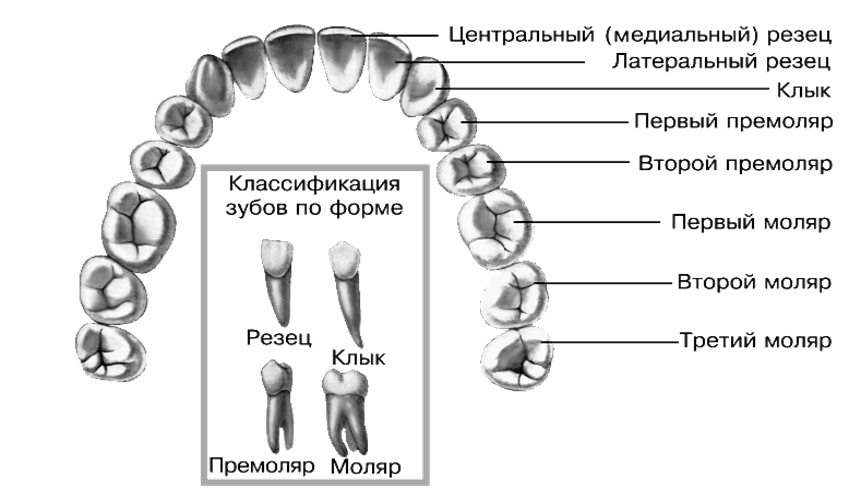 Центральный (медиальный) резец
Латеральный резец
Клык
Первый премоляр
Второй премоляр
Первый моляр
Второй моляр
Третий моляр
Классификация
зубов по форме
Резец
Клык
Премоляр
Моляр